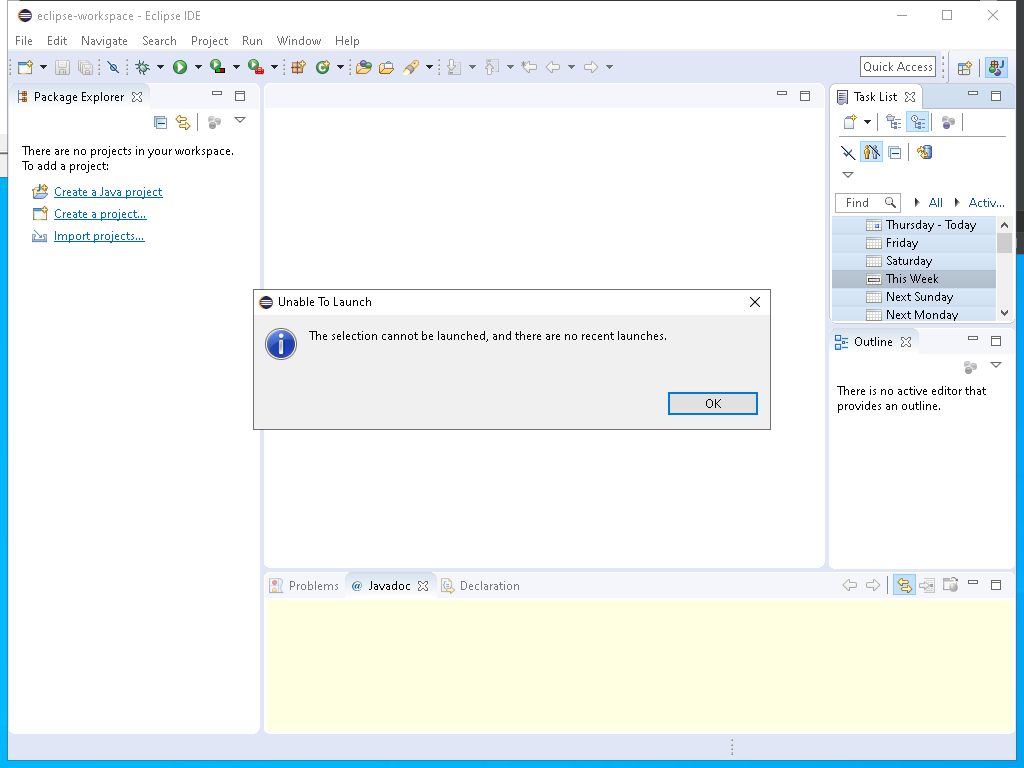 eclipse-workspace - Eclipse IDE
File Edit Navigate Search Project Run Window Help
Quick Access
Package Explorer
There are no projects in your workspace.
To add a project:
Create a Java project
Create a project...
Import projects...
Task List
Find All Activ...
Thursday - Today
Friday
Saturday
This Week
Next Sunday
Next Monday
Unable To Launch
The selection cannot be launched, and there are no recent launches.
OK
Outline
There is no active editor that
provides an outline.
Problems @ Javadoc Declaration